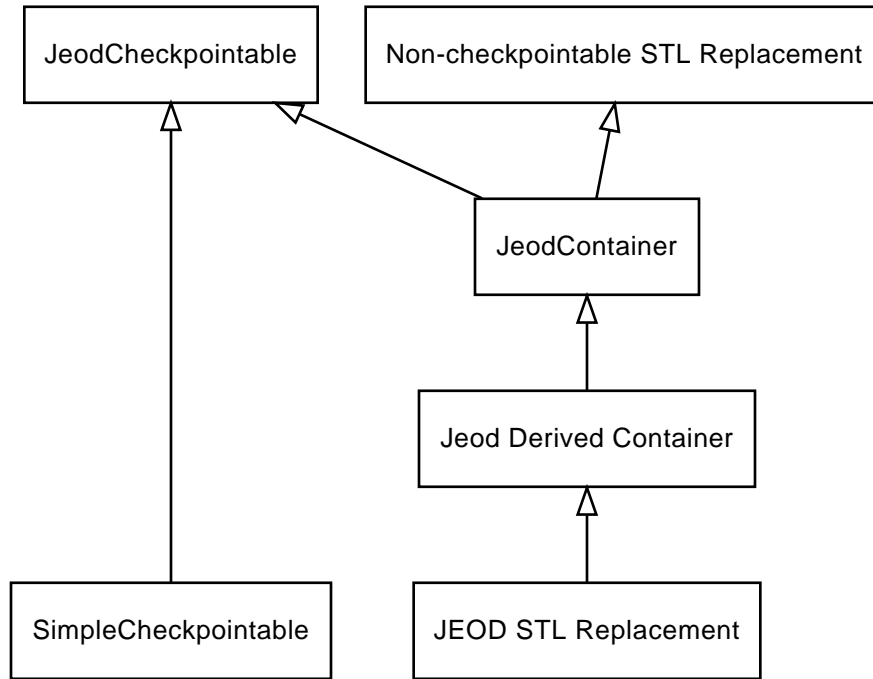 JeodCheckpointable
Non-checkpointable STL Replacement
JeodContainer
Jeod Derived Container
SimpleCheckpointable
JEOD STL Replacement